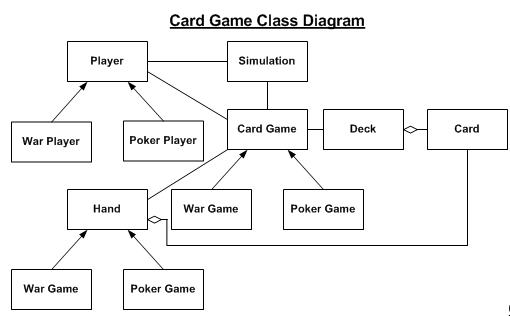 Card Game Class Diagram
Player
Simulation
War Player
Poker Player
Card Game
Deck
Card
Hand
War Game
Poker Game
War Game
Poker Game